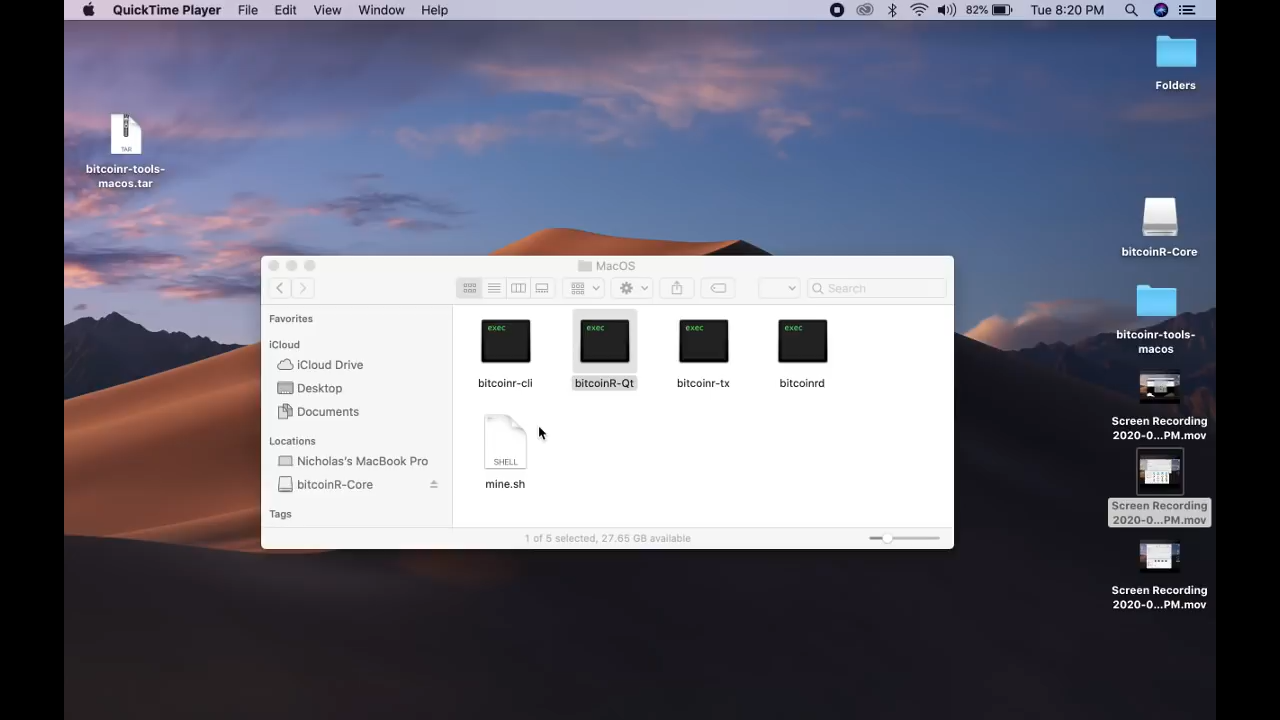 QuickTime Player File Edit View Window Help 82% Tue 8:20 PM
Folders
TAR
bitcoinr-tools-
macos.tar
bitcoinR-Core
bitcoinr-tools-
macos
Screen Recording
2020-0...PM.mov
Screen Recording
2020-0...PM.mov
Screen Recording
2020-0...PM.mov
MacOS
Search
Favorites
iCloud
iCloud Drive
Desktop
Documents
Locations
Nicholas's MacBook Pro
bitcoinR-Core
Tags
exec exec exec exec
bitcoinr-cli bitcoinR-Qt bitcoinr-tx bitcoinrd
SHELL
mine.sh
1 of 5 selected, 27.65 GB available